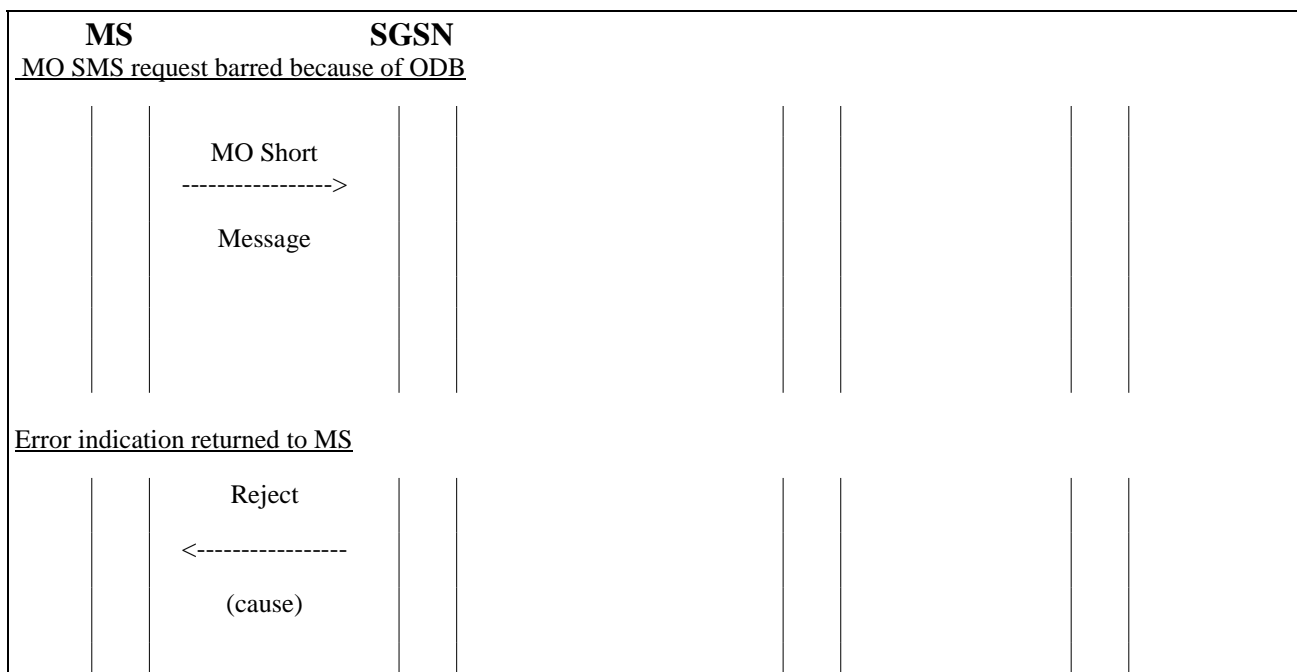 MS SGSN
MO SMS request barred because of ODB
MO Short
----------------->
Message
Error indication returned to MS
Reject
<-----------------
(cause)